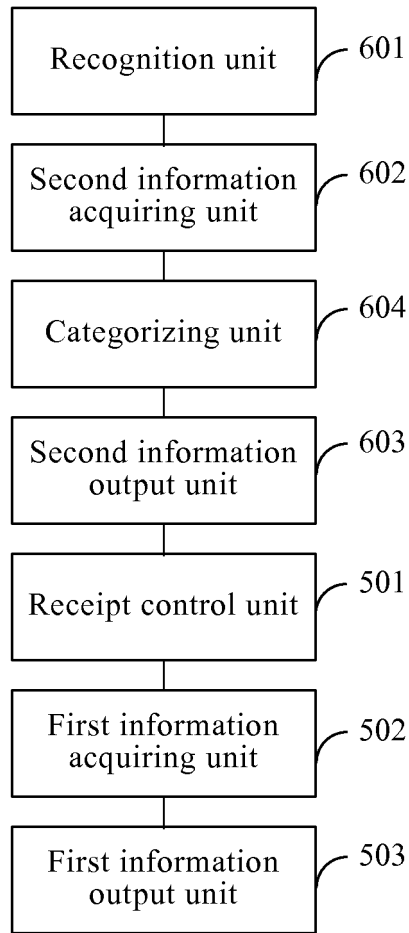 Recognition unit
601
Second information
acquiring unit
602
Categorizing unit
604
Second information
output unit
603
Receipt control unit
501
First information
acquiring unit
502
First information
output unit
503